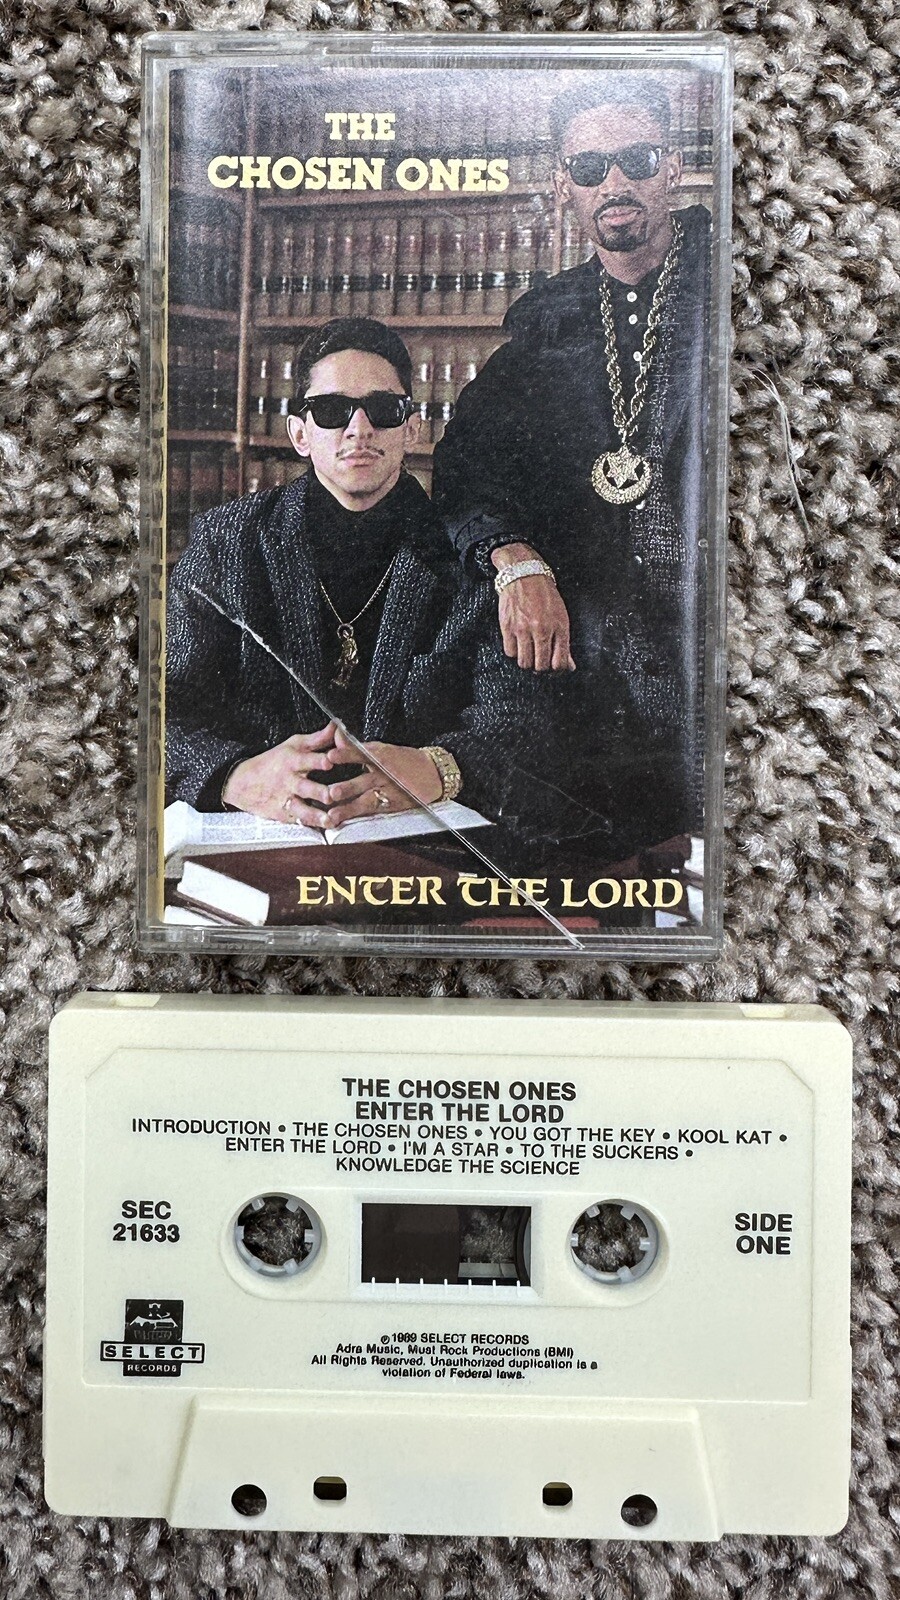 THE
CHOSEN ONES
ENTER THE LORD
THE CHOSEN ONES
ENTER THE LORD
INTRODUCTION • THE CHOSEN ONES • YOU GOT THE KEY • KOOL KAT •
ENTER THE LORD • I'M A STAR • TO THE SUCKERS •
KNOWLEDGE THE SCIENCE
SEC
21633
SIDE
ONE
SELECT
RECORDS
℗ 1989 SELECT RECORDS
Adra Music, Must Rock Productions (BMI)
All Rights Reserved. Unauthorized duplication is a
violation of Federal laws.